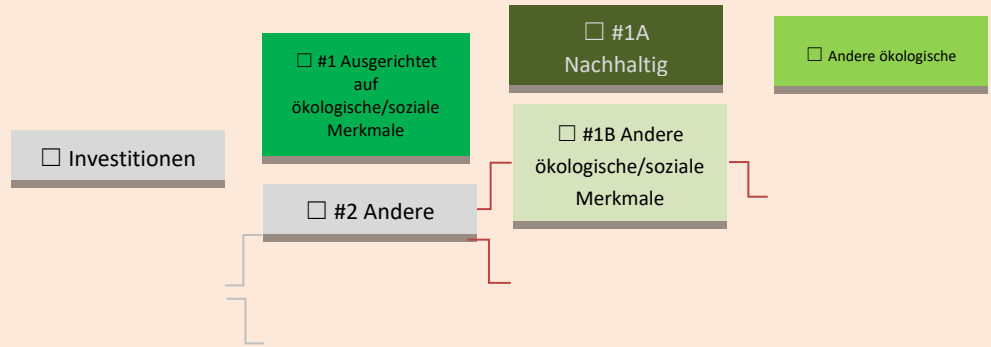 ☐ Investitionen
☐ #1 Ausgerichtet
auf
ökologische/soziale
Merkmale
☐ #2 Andere
☐ #1A
Nachhaltig
☐ #1B Andere
ökologische/soziale
Merkmale
☐ Andere ökologische